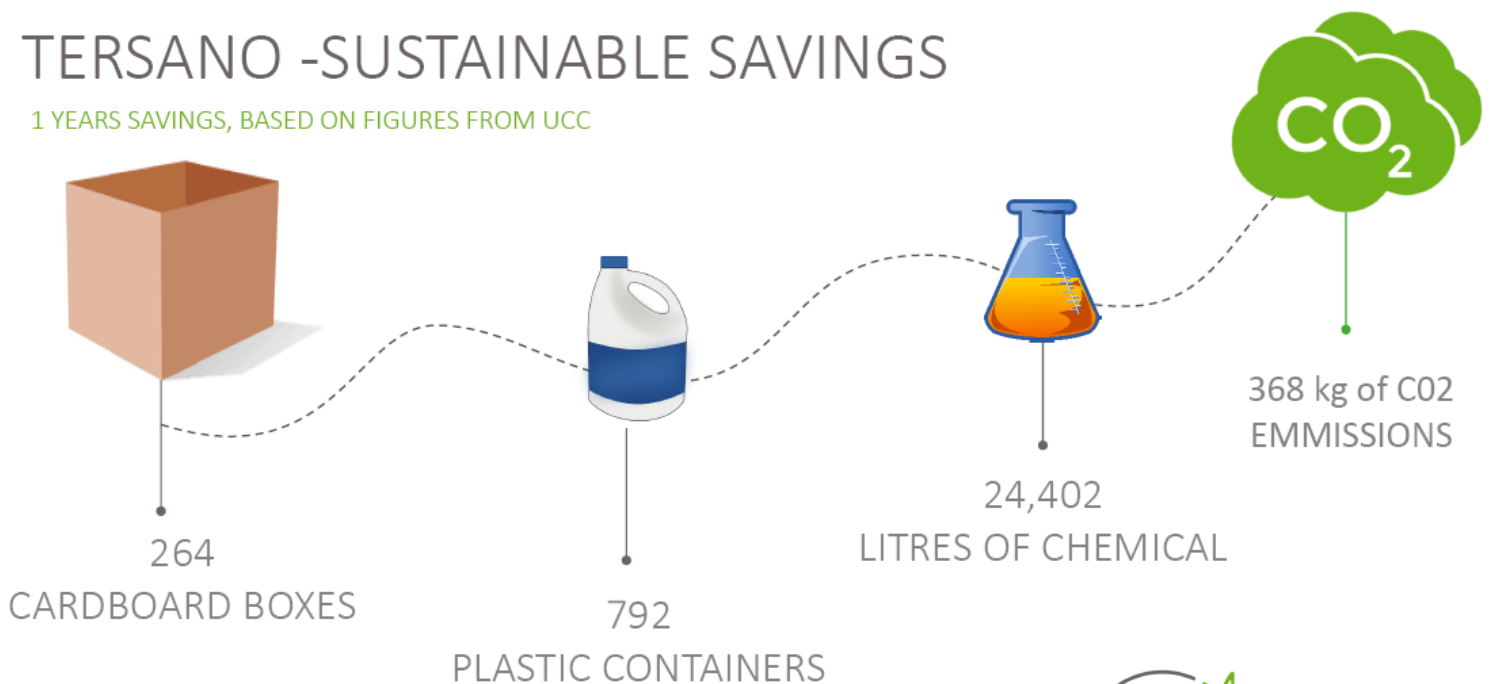 TERSANO -SUSTAINABLE SAVINGS
1 YEARS SAVINGS, BASED ON FIGURES FROM UCC
264
CARDBOARD BOXES
792
PLASTIC CONTAINERS
24,402
LITRES OF CHEMICAL
CO2
368 kg of C02
EMMISSIONS